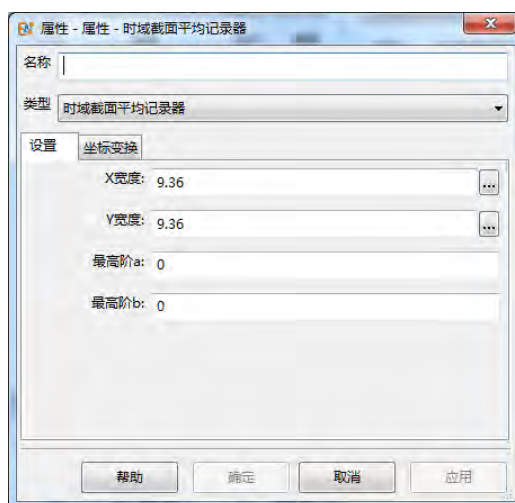 属性 - 属性 - 时域截面平均记录器
名称
类型 时域截面平均记录器
设置 坐标变换
X宽度: 9.36 ...
Y宽度: 9.36 ...
最高阶a: 0
最高阶b: 0
帮助 确定 取消 应用